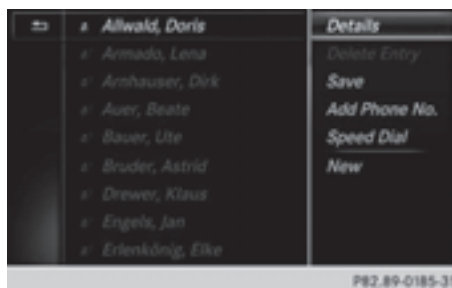 Allwald, Doris
Armado, Lena
Arnhauser, Dirk
Auer, Beate
Bauer, Ute
Bruder, Astrid
Drewer, Klaus
Engels, Jan
Erlenkönig, Elke
Details
Delete Entry
Save
Add Phone No.
Speed Dial
New
P82.89-0185-31